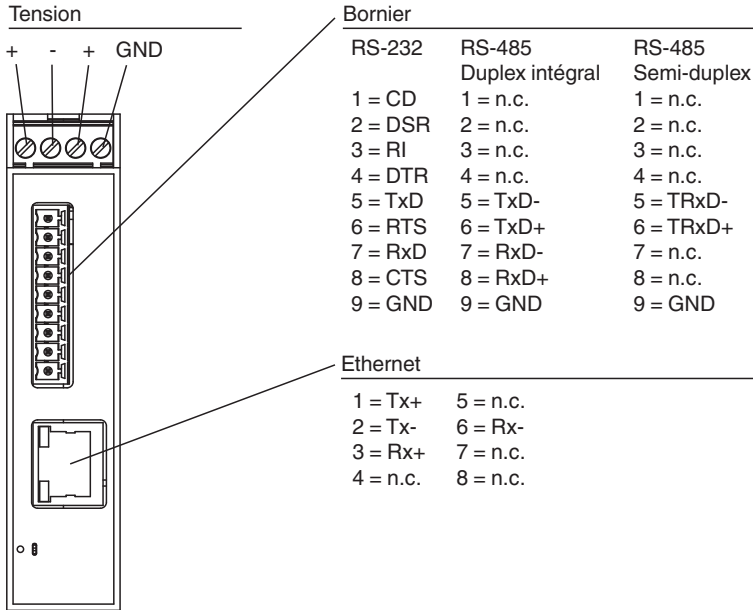 Tension
+ - + GND
Bornier
RS-232 RS-485 RS-485
Duplex intégral Semi-duplex
1 = CD 1 = n.c. 1 = n.c.
2 = DSR 2 = n.c. 2 = n.c.
3 = RI 3 = n.c. 3 = n.c.
4 = DTR 4 = n.c. 4 = n.c.
5 = TxD 5 = TxD- 5 = TRxD-
6 = RTS 6 = TxD+ 6 = TRxD+
7 = RxD 7 = RxD- 7 = n.c.
8 = CTS 8 = RxD+ 8 = n.c.
9 = GND 9 = GND 9 = GND
Ethernet
1 = Tx+ 5 = n.c.
2 = Tx- 6 = Rx-
3 = Rx+ 7 = n.c.
4 = n.c. 8 = n.c.